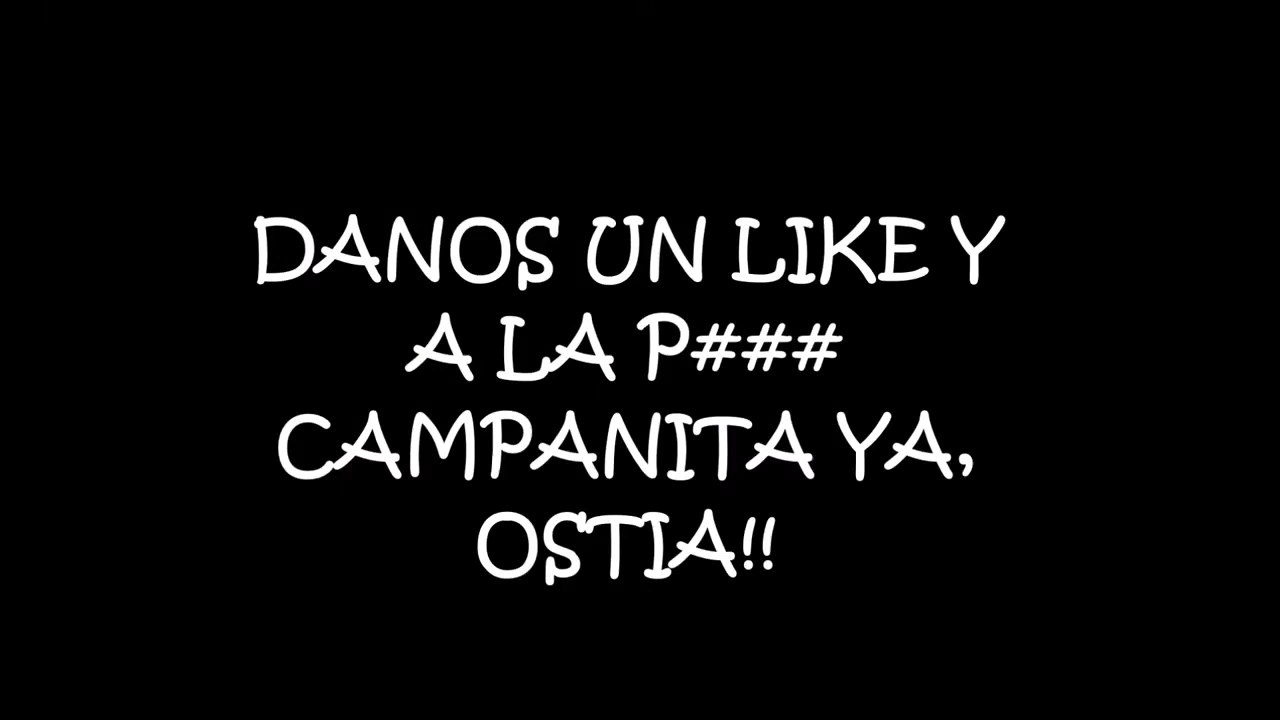 DANOS UN LIKE Y
A LA P###
CAMPANITA YA,
OSTIA!!